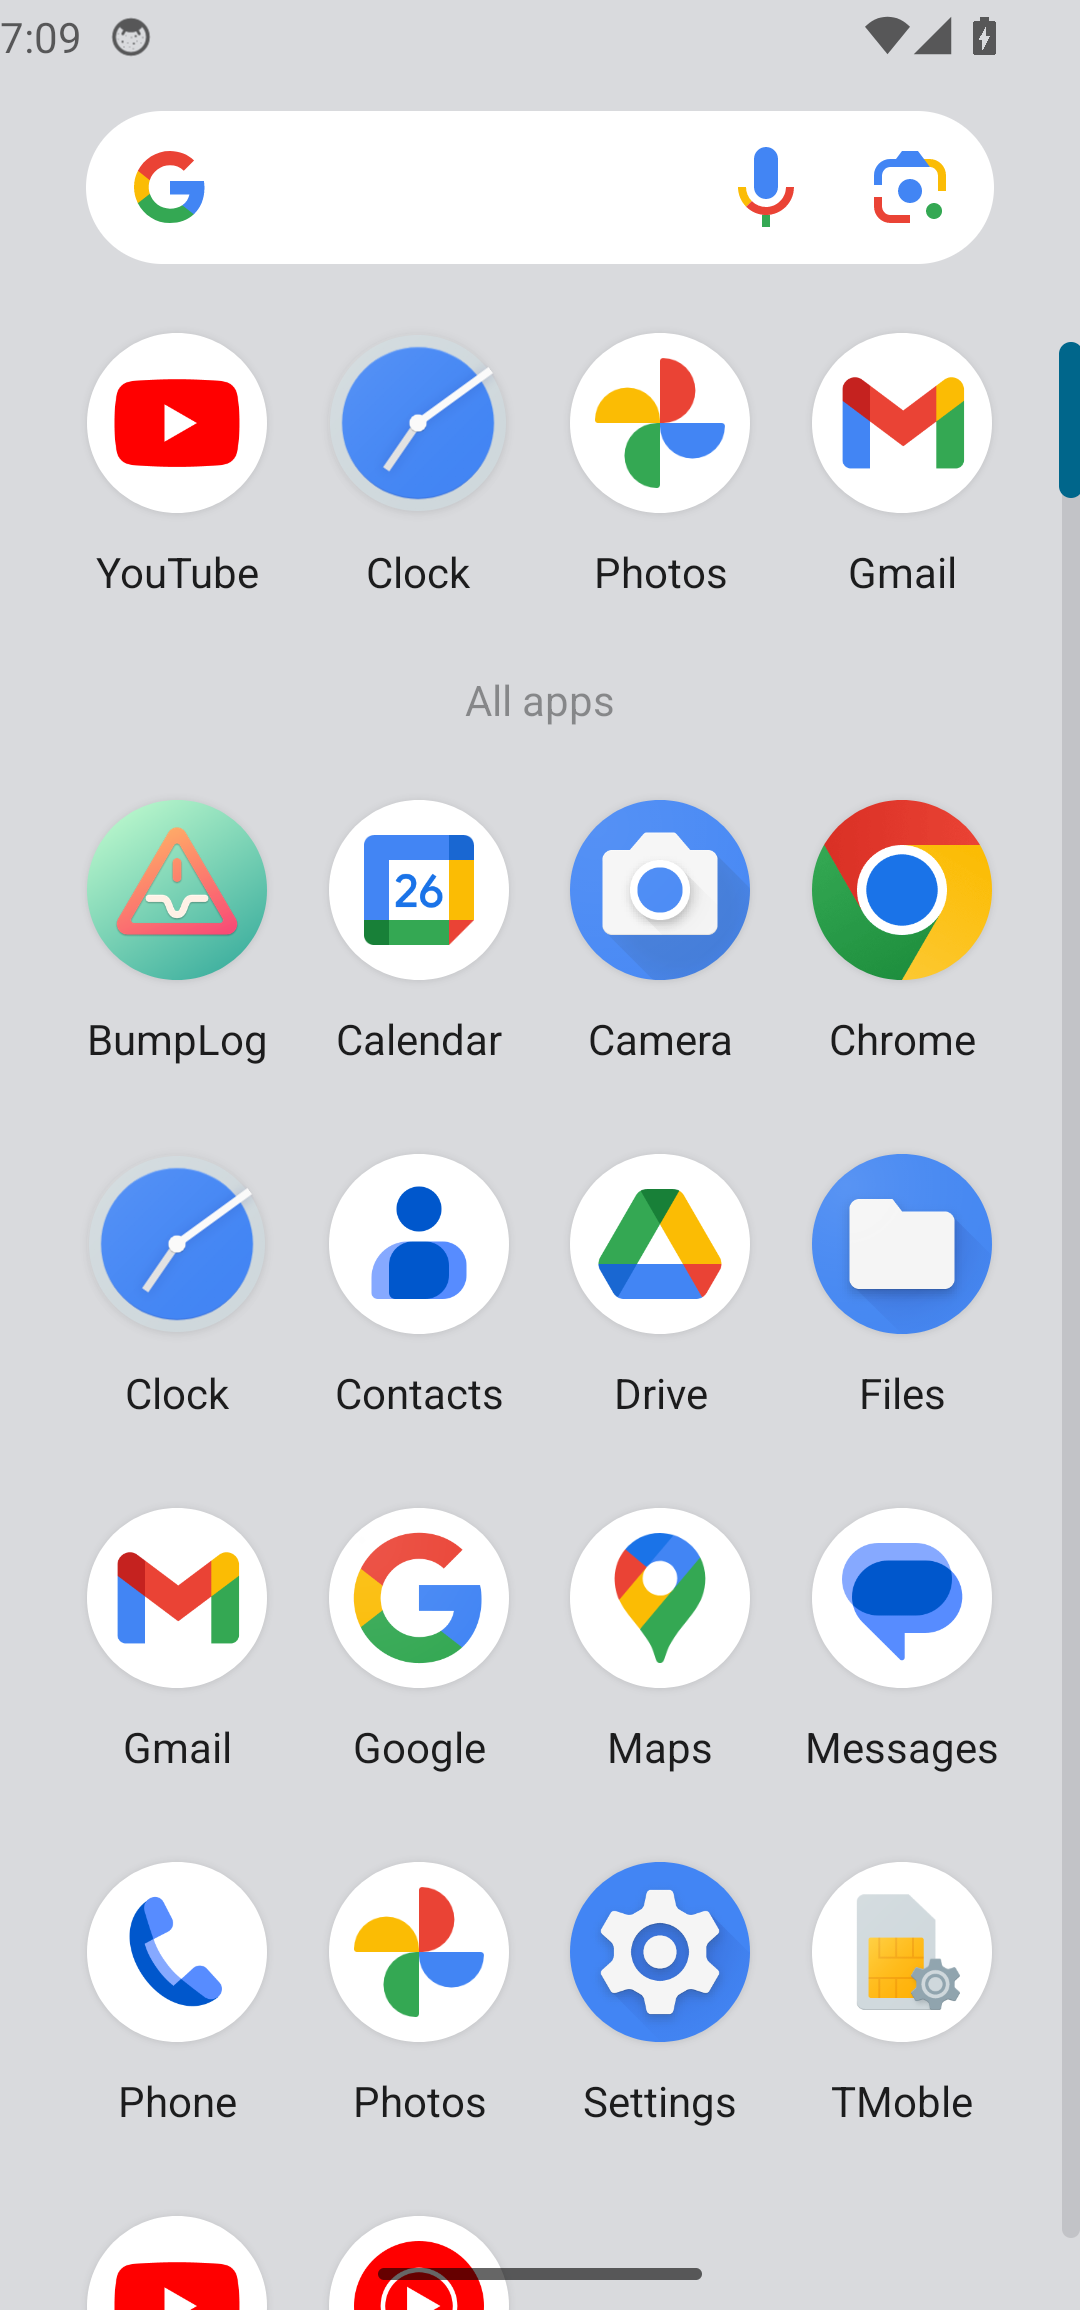 7:09
YouTube Clock Photos Gmail
All apps
26
BumpLog Calendar Camera Chrome
Clock Contacts Drive Files
Gmail Google Maps Messages
Phone Photos Settings TMoble